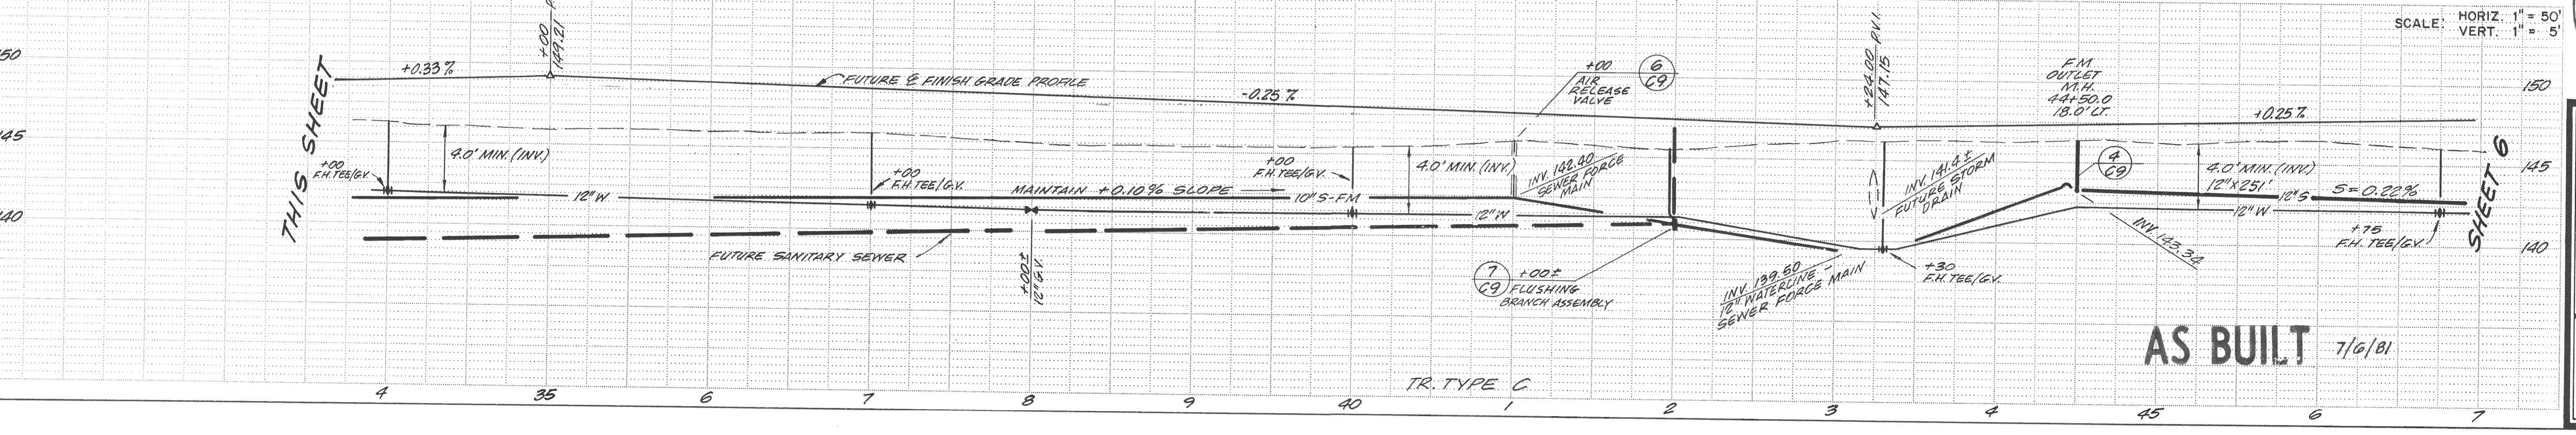 SCALE: HORIZ. 1" = 50'
VERT. 1" = 5'
50
45
40
THIS SHEET
+0.33%
+00
149.21
FUTURE ℄ FINISH GRADE PROFILE
-0.25%
+00
AIR
RELEASE
VALVE
6
C9
+24.00 P.V.I.
147.15
F.M.
OUTLET
M.H.
44+50.0
18.0' LT.
+0.25%
150
145
140
+00
F.H. TEE/G.V.
4.0' MIN. (INV.)
12" W
+00
F.H. TEE/G.V.
MAINTAIN +0.10% SLOPE
+00
F.H. TEE/G.V.
10" S-FM
4.0' MIN. (INV.)
INV. 142.40
SEWER FORCE
MAIN
12" W
INV. 141.4±
FUTURE STORM
DRAIN
4
C9
4.0' MIN. (INV.)
12" X 251'
12" S
S=0.22%
12" W
SHEET 6
FUTURE SANITARY SEWER
+00±
12" G.V.
7
C9
+00±
FLUSHING
BRANCH ASSEMBLY
INV. 139.60
12" WATERLINE -
SEWER FORCE MAIN
+30
F.H. TEE/G.V.
INV. 143.34
+75
F.H. TEE/G.V.
AS BUILT 7/6/81
TR. TYPE C
4 35 6 7 8 9 40 1 2 3 4 45 6 7